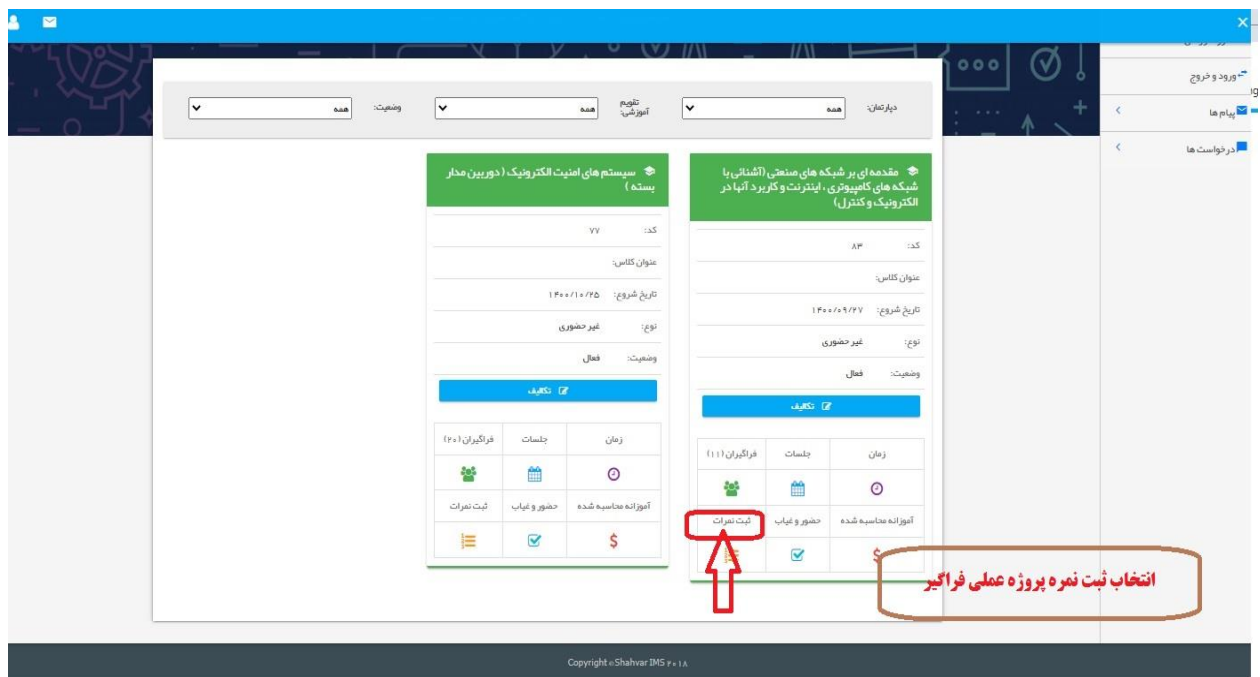 ورود و خروج
پیام ها
درخواست ها
دپارتمان: همه
تقویم آموزشی: همه
وضعیت: همه
مقدمه ای بر شبکه های صنعتی (آشنائی با
شبکه های کامپیوتری ، اینترنت و کاربرد آنها در
الکترونیک و کنترل)
کد: ۸۳
عنوان کلاس:
تاریخ شروع: ۱۴۰۰/۰۹/۲۷
نوع: غیر حضوری
وضعیت: فعال
تکالیف
زمان جلسات فراگیران (۱۱)
آموزانه محاسبه شده حضور و غیاب ثبت نمرات
سیستم های امنیت الکترونیک ( دوربین مدار
بسته )
کد: ۷۷
عنوان کلاس:
تاریخ شروع: ۱۴۰۰/۱۰/۲۵
نوع: غیر حضوری
وضعیت: فعال
تکالیف
زمان جلسات فراگیران (۲۰)
آموزانه محاسبه شده حضور و غیاب ثبت نمرات
انتخاب ثبت نمره پروژه عملی فراگیر
Copyright © Shahvar IMS ۲۰۱۸